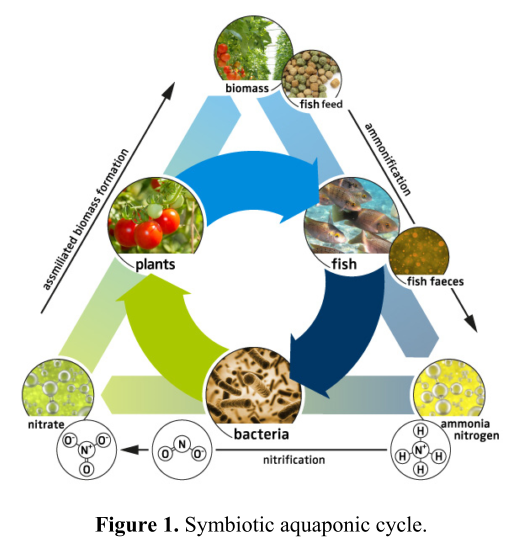 biomass
fish feed
ammonification
assmiliated biomass formation
plants
fish
fish faeces
bacteria
nitrate
ammonia
nitrogen
nitrification
O⁻ N⁺ O⁻
O
N
O⁻ O⁻
H
H N⁺ H
H
Figure 1. Symbiotic aquaponic cycle.